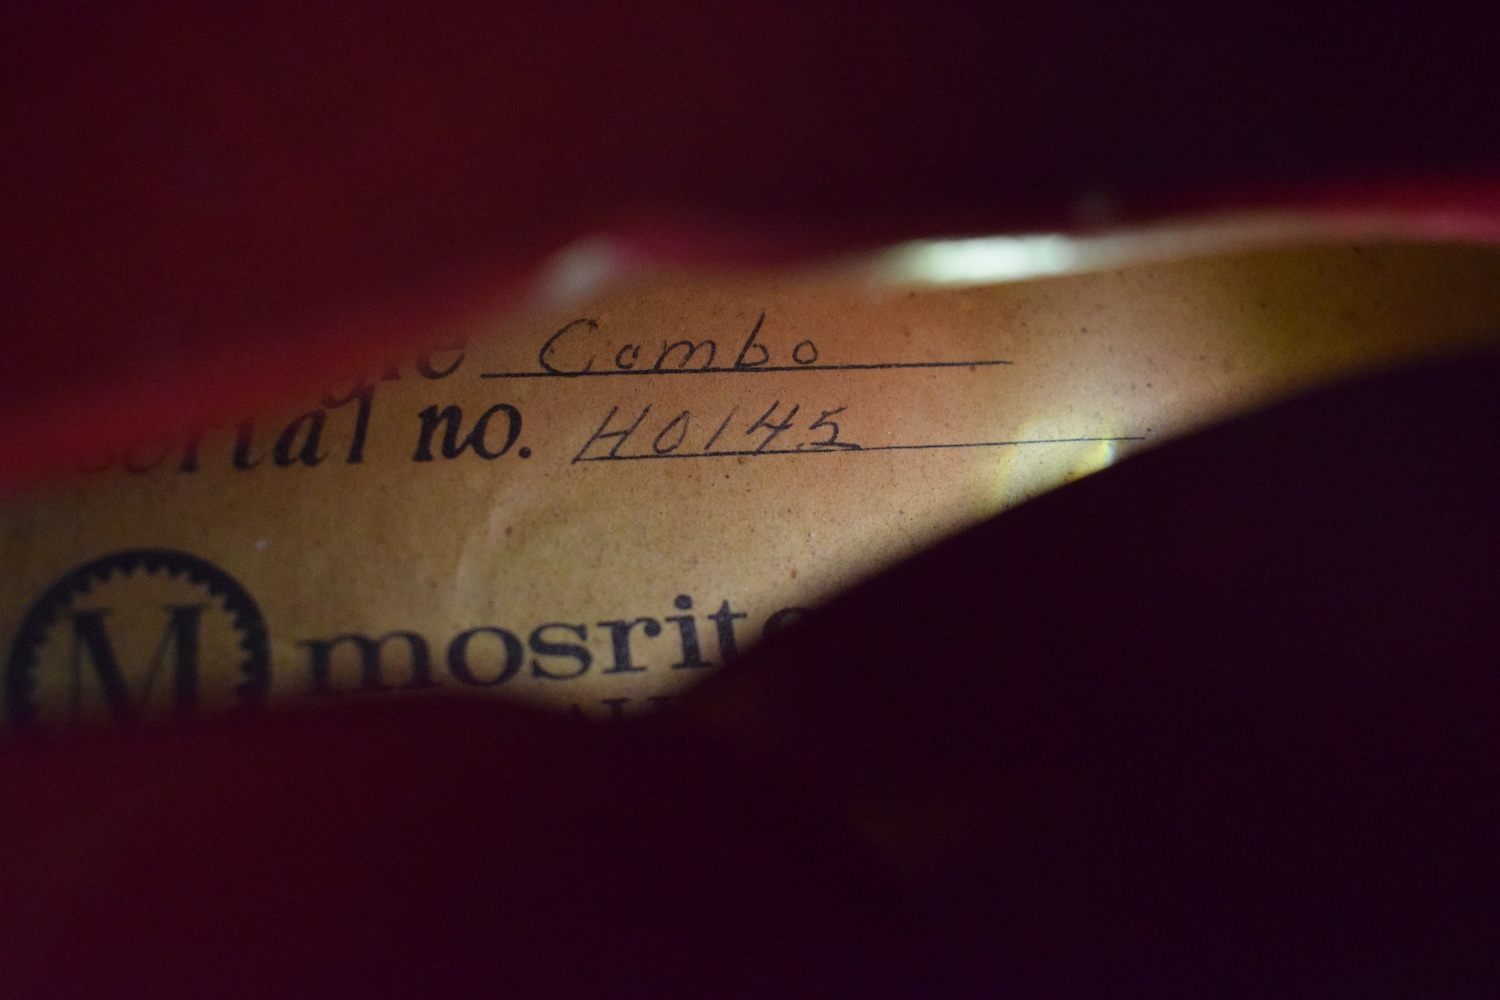 Combo
serial no. H0145
M mosrite